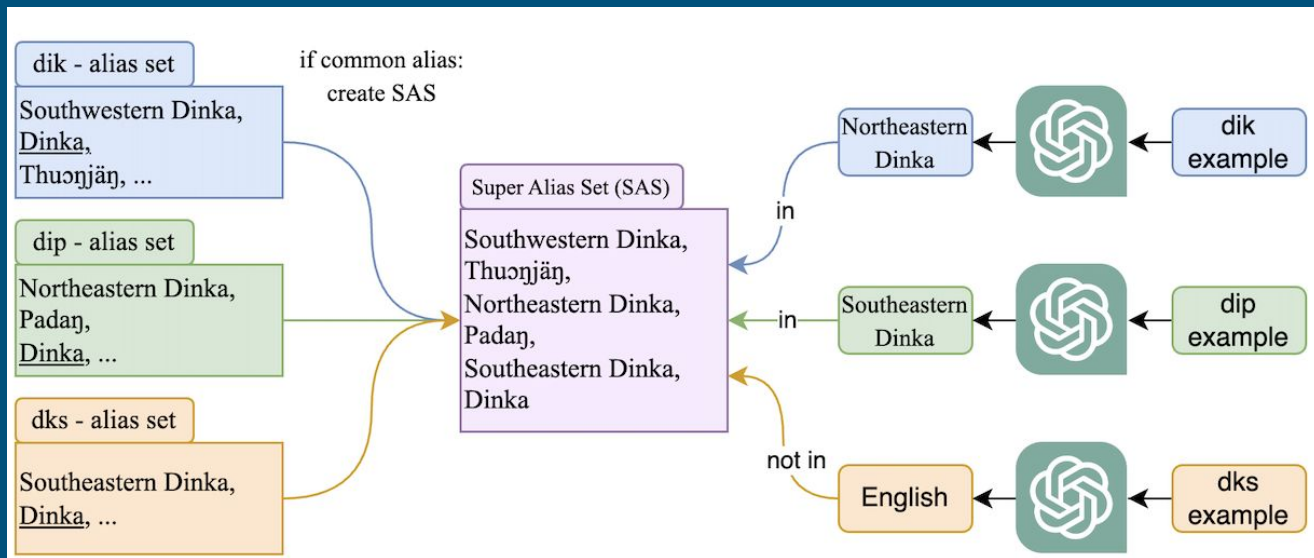 dik - alias set
Southwestern Dinka,
Dinka,
Thuɔŋjäŋ, ...
if common alias:
create SAS
dip - alias set
Northeastern Dinka,
Padaŋ,
Dinka, ...
dks - alias set
Southeastern Dinka,
Dinka, ...
Super Alias Set (SAS)
Southwestern Dinka,
Thuɔŋjäŋ,
Northeastern Dinka,
Padaŋ,
Southeastern Dinka,
Dinka
in
Northeastern
Dinka
dik
example
in
Southeastern
Dinka
dip
example
not in
English
dks
example